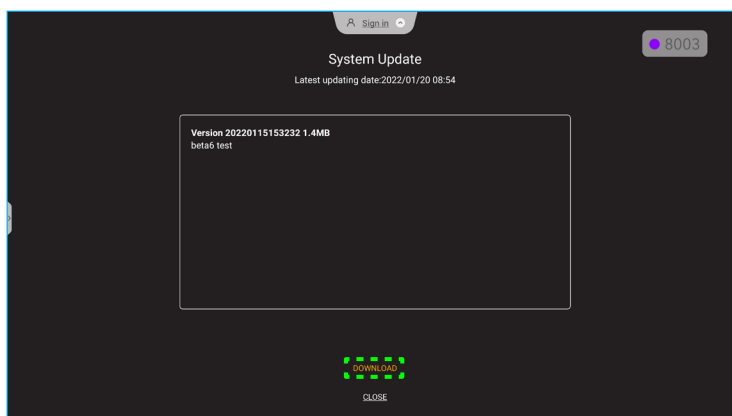 Sign in
8003
System Update
Latest updating date:2022/01/20 08:54
Version 20220115153232 1.4MB
beta6 test
DOWNLOAD
CLOSE